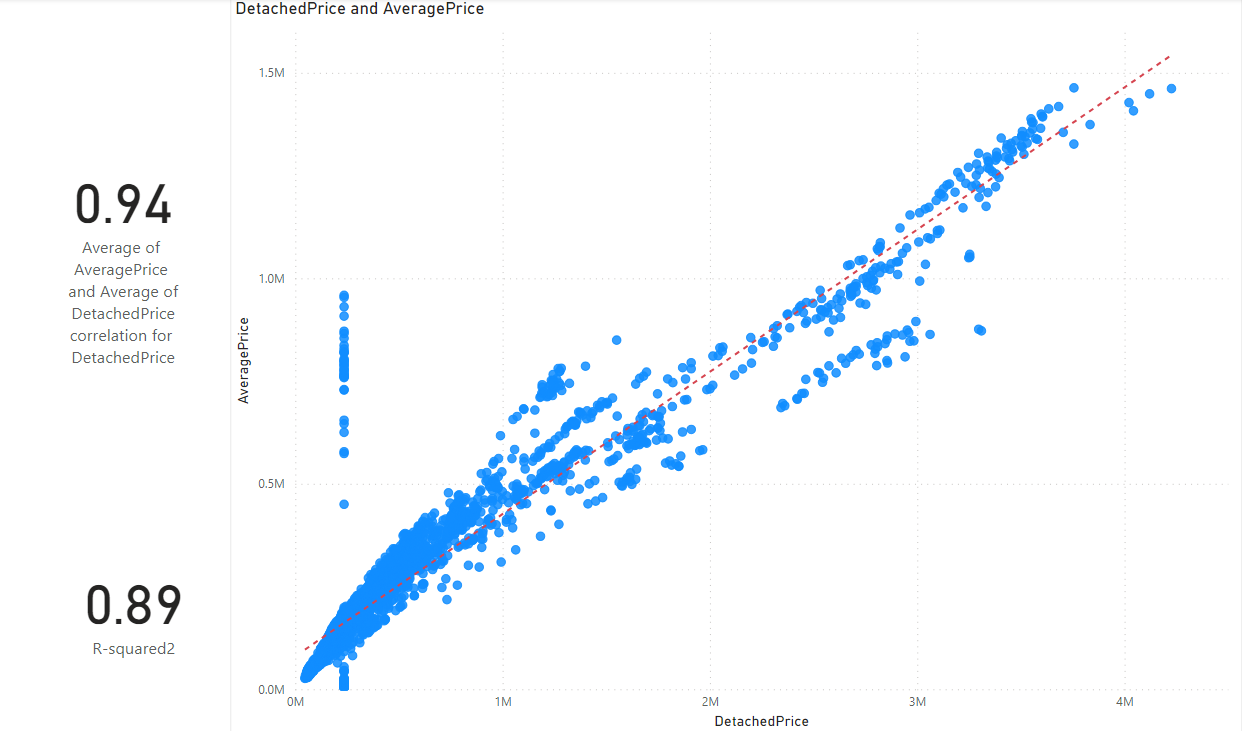 DetachedPrice and AveragePrice
0.94
Average of
AveragePrice
and Average of
DetachedPrice
correlation for
DetachedPrice
0.89
R-squared2
AveragePrice
1.5M
1.0M
0.5M
0.0M
0M 1M 2M 3M 4M
DetachedPrice